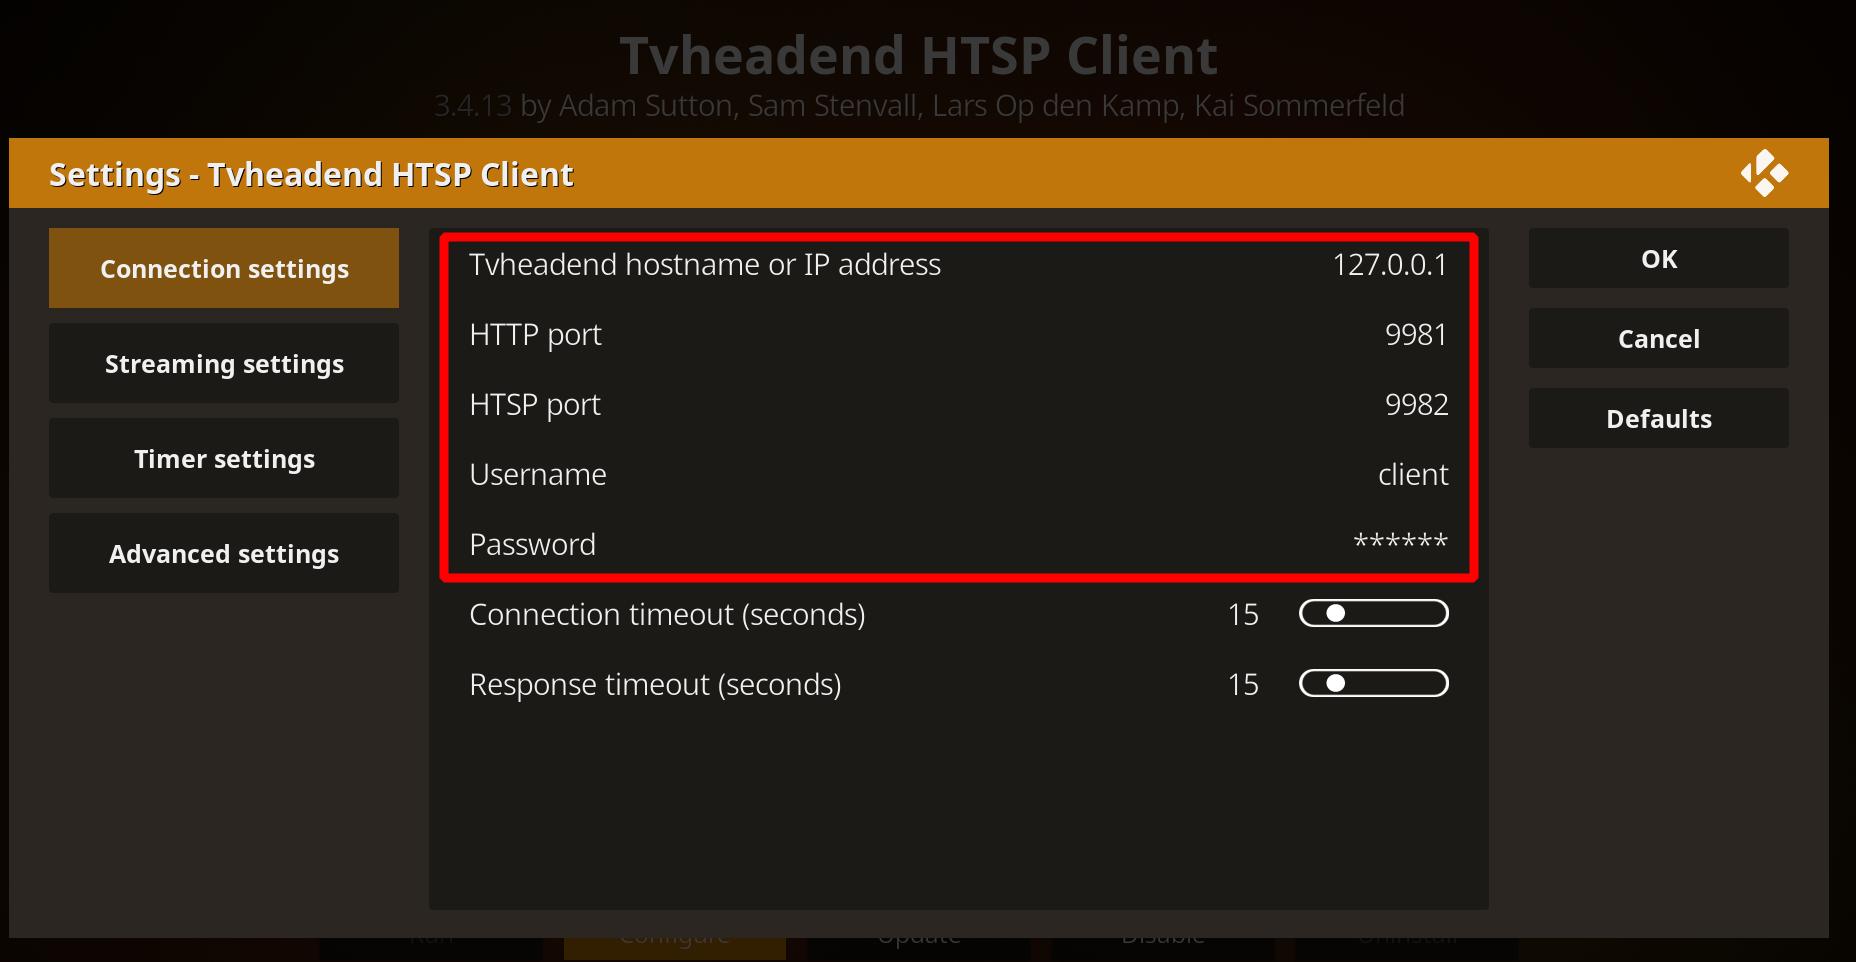 Tvheadend HTSP Client
3.4.13 by Adam Sutton, Sam Stenvall, Lars Op den Kamp, Kai Sommerfeld
Settings - Tvheadend HTSP Client
Connection settings
Streaming settings
Timer settings
Advanced settings
Tvheadend hostname or IP address 127.0.0.1
HTTP port 9981
HTSP port 9982
Username client
Password ******
Connection timeout (seconds) 15
Response timeout (seconds) 15
OK
Cancel
Defaults
Run Configure Update Disable Uninstall